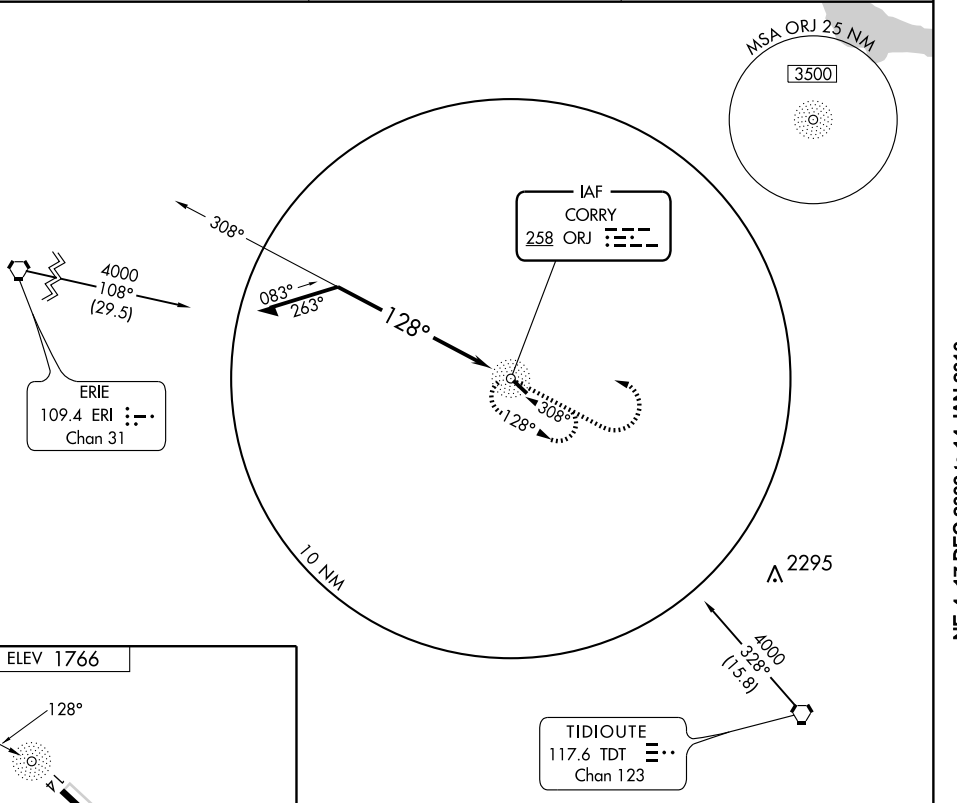 MSA ORJ 25 NM
3500
IAF
CORRY
258 ORJ
308°
4000
108°
(29.5)
083°
263°
128°
308°
128°
ERIE
109.4 ERI
Chan 31
10 NM
2295
4000
328°
(15.8)
ELEV 1766
128°
14
TIDIOUTE
117.6 TDT
Chan 123